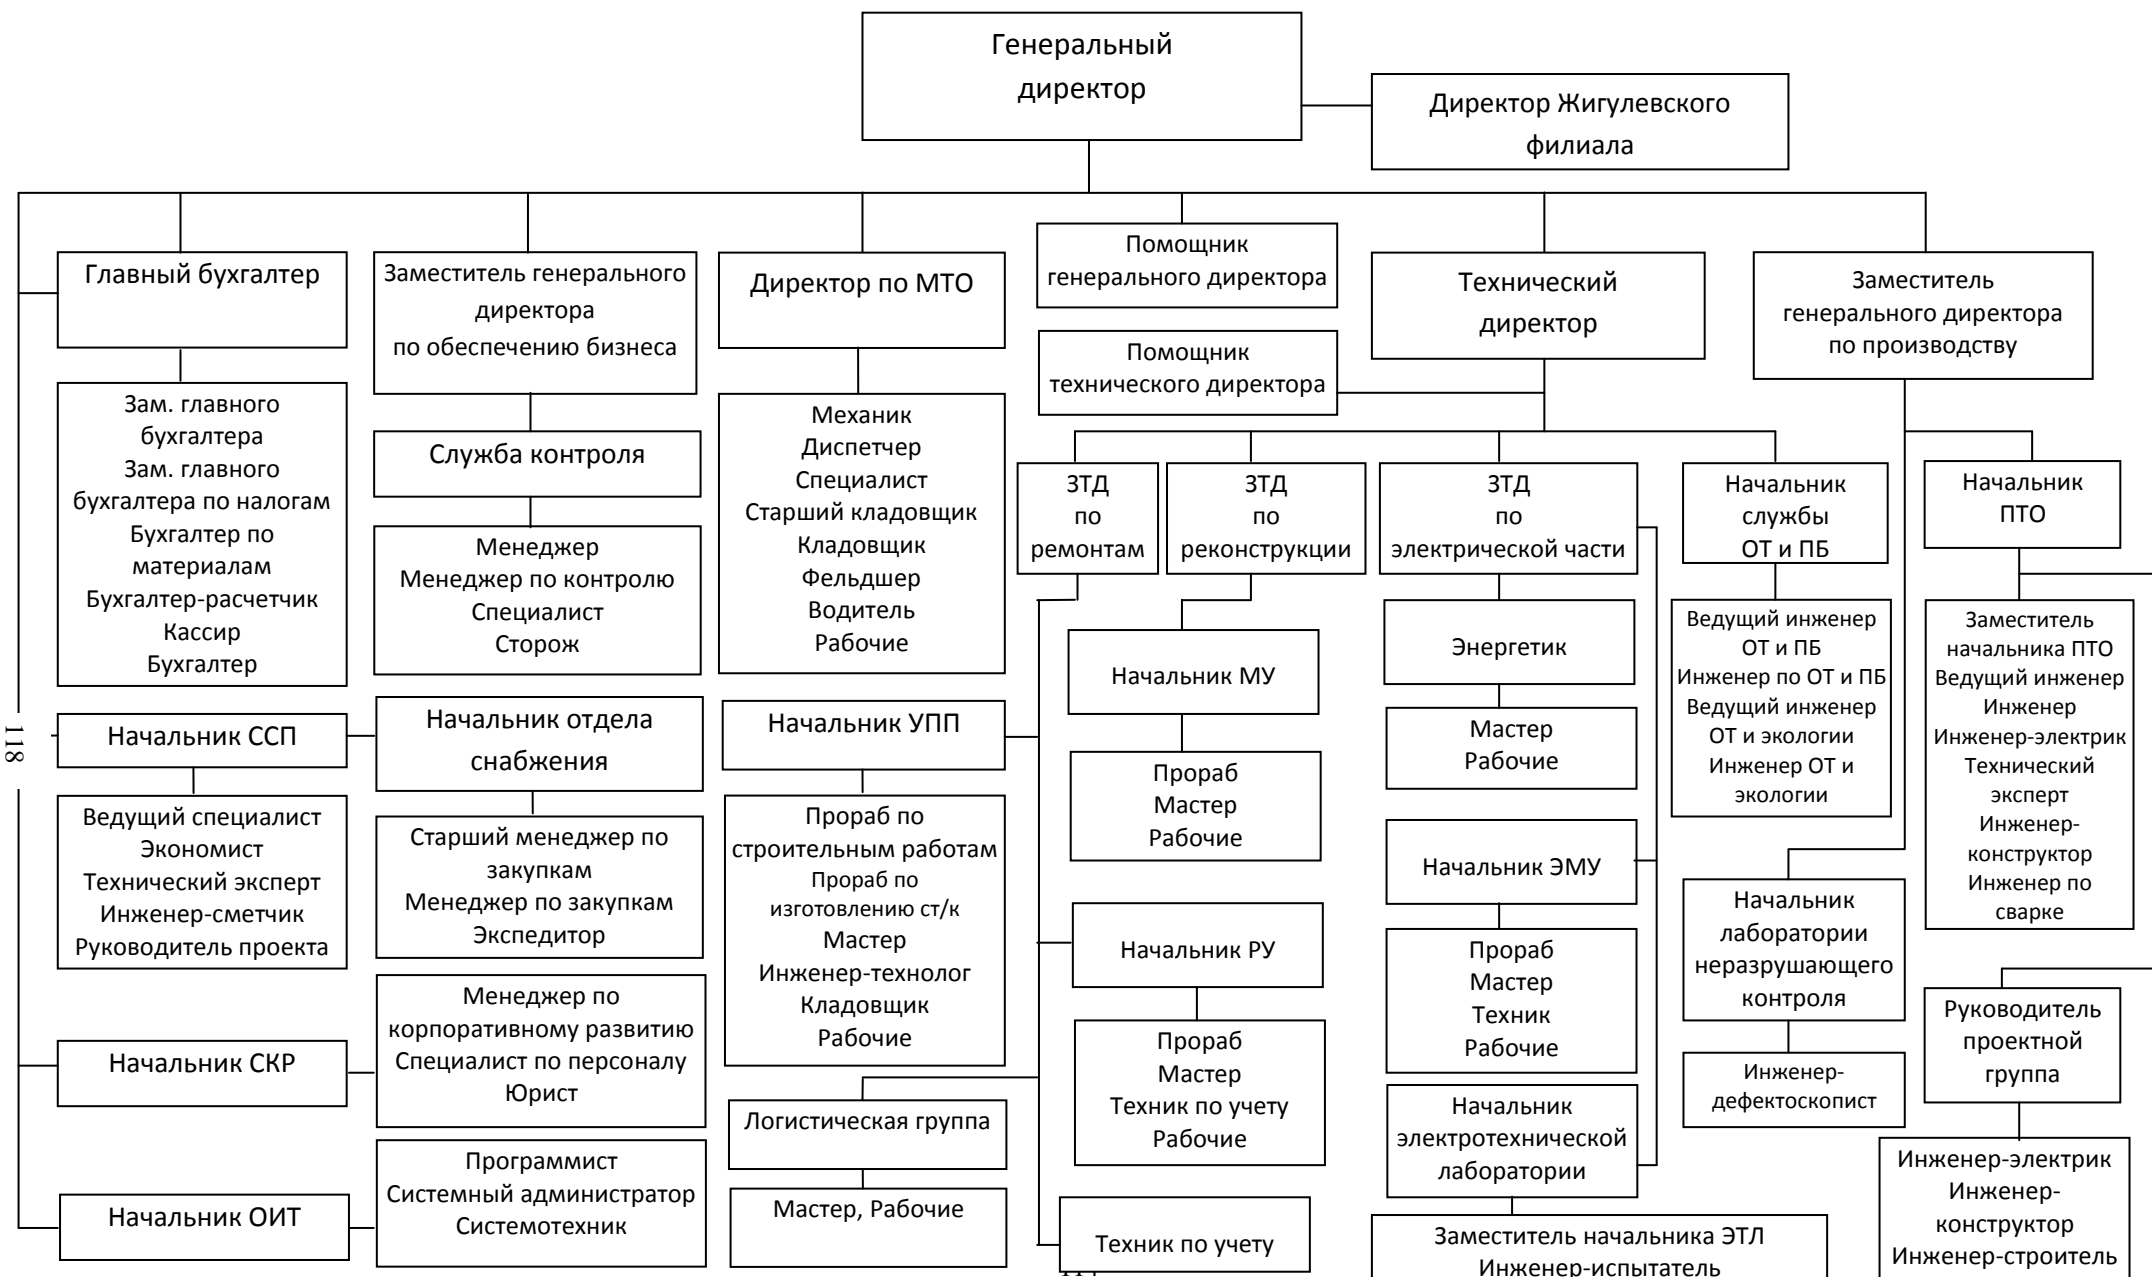 Генеральный
директор
Директор Жигулевского
филиала
Главный бухгалтер
Заместитель генерального
директора
по обеспечению бизнеса
Директор по МТО
Помощник
генерального директора
Технический
директор
Заместитель
генерального директора
по производству
Помощник
технического директора
Зам. главного
бухгалтера
Зам. главного
бухгалтера по налогам
Бухгалтер по
материалам
Бухгалтер-расчетчик
Кассир
Бухгалтер
Служба контроля
Менеджер
Менеджер по контролю
Специалист
Сторож
Механик
Диспетчер
Специалист
Старший кладовщик
Кладовщик
Фельдшер
Водитель
Рабочие
ЗТД
по
ремонтам
ЗТД
по
реконструкции
ЗТД
по
электрической части
Начальник
службы
ОТ и ПБ
Начальник
ПТО
Начальник МУ
Прораб
Мастер
Рабочие
Энергетик
Мастер
Рабочие
Ведущий инженер
ОТ и ПБ
Инженер по ОТ и ПБ
Ведущий инженер
ОТ и экологии
Инженер ОТ и
экологии
Заместитель
начальника ПТО
Ведущий инженер
Инженер
Инженер-электрик
Технический
эксперт
Инженер-
конструктор
Инженер по
сварке
118
Начальник ССП
Начальник отдела
снабжения
Начальник УПП
Ведущий специалист
Экономист
Технический эксперт
Инженер-сметчик
Руководитель проекта
Старший менеджер по
закупкам
Менеджер по закупкам
Экспедитор
Прораб по
строительным работам
Прораб по
изготовлению ст/к
Мастер
Инженер-технолог
Кладовщик
Рабочие
Начальник РУ
Прораб
Мастер
Техник по учету
Рабочие
Начальник ЭМУ
Прораб
Мастер
Техник
Рабочие
Начальник
лаборатории
неразрушающего
контроля
Инженер-
дефектоскопист
Руководитель
проектной
группа
Начальник СКР
Менеджер по
корпоративному развитию
Специалист по персоналу
Юрист
Логистическая группа
Мастер, Рабочие
Начальник
электротехнической
лаборатории
Начальник ОИТ
Программист
Системный администратор
Системотехник
Техник по учету
Заместитель начальника ЭТЛ
Инженер-испытатель
Инженер-электрик
Инженер-
конструктор
Инженер-строитель